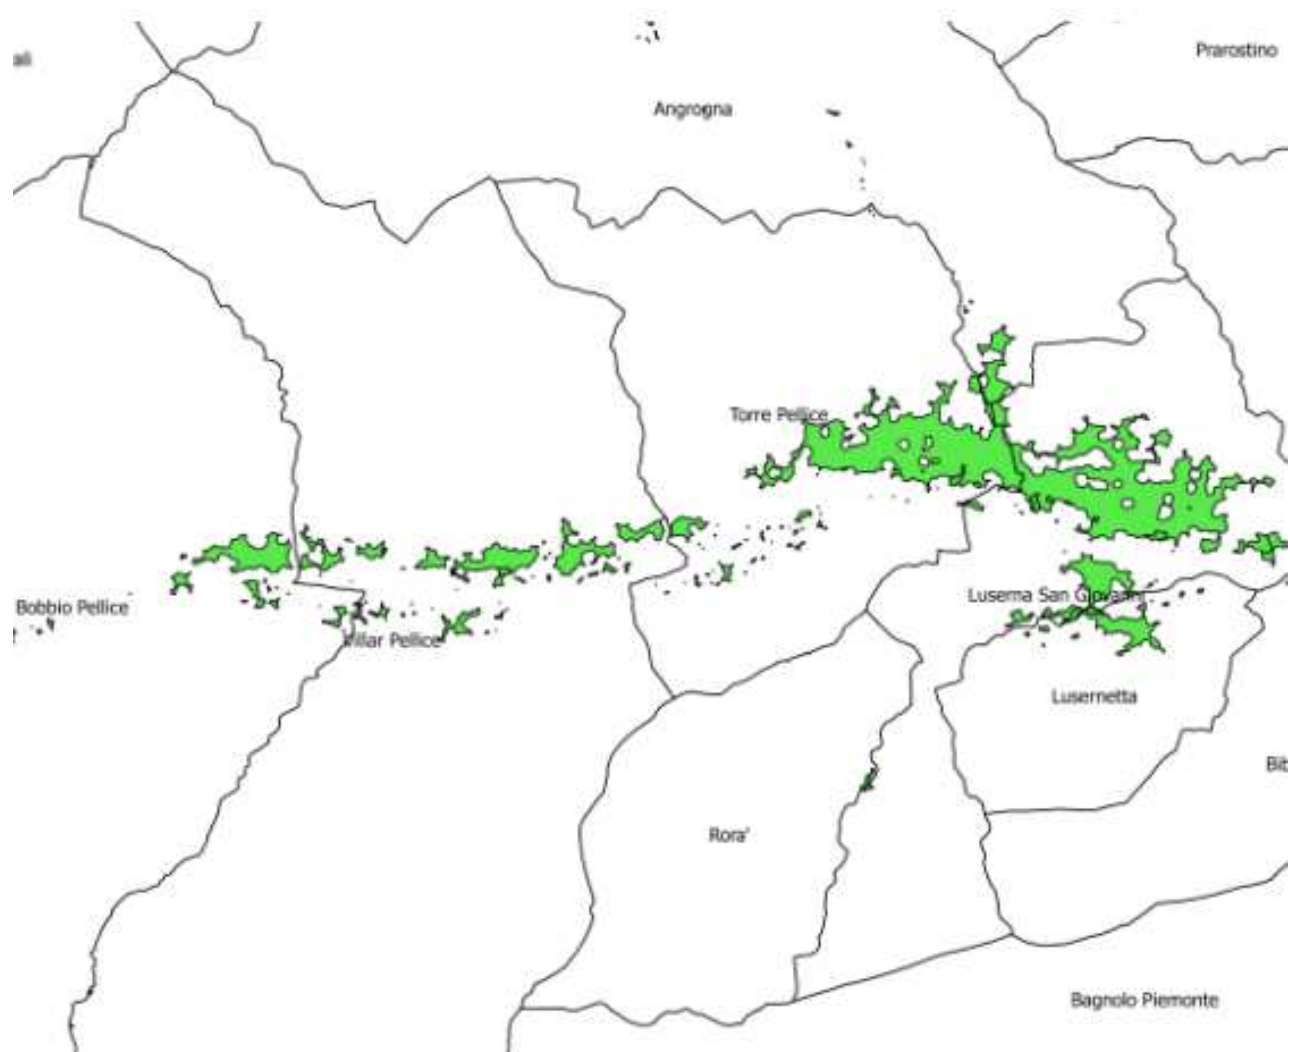 Prarostino
Angrogna
Torre Pellice
Luserna San Giovanni
Bobbio Pellice
Villar Pellice
Lusernetta
Rora'
Bagnolo Piemonte